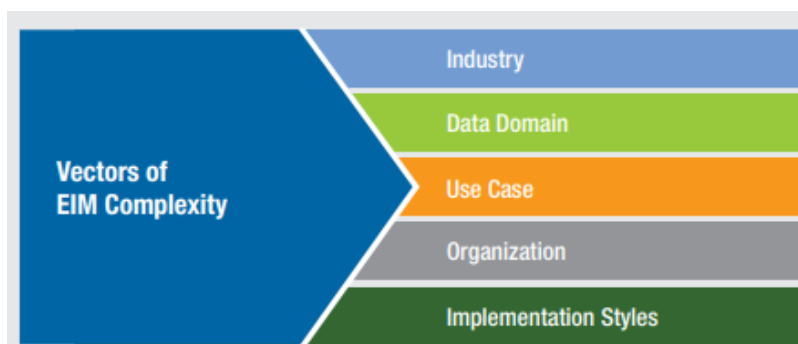 Vectors of
EIM Complexity
Industry
Data Domain
Use Case
Organization
Implementation Styles